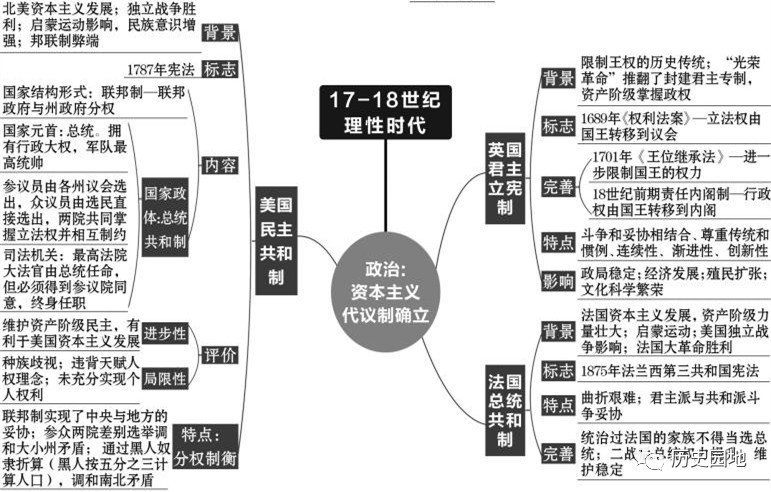 17-18世纪
理性时代
政治：
资本主义
代议制确立
美国
民主
共和
制
背景
北美资本主义发展；独立战争胜
利；启蒙运动影响，民族意识增
强；邦联制弊端
标志
1787年宪法
内容
国家结构形式：联邦制—联邦
政府与州政府分权
国家政
体:总统
共和制
国家元首:总统。拥
有行政大权，军队最
高统帅
参议员由各州议会选
出，众议员由选民直
接选出，两院共同掌
握立法权并相互制约
司法机关：最高法院
大法官由总统任命，
但必须得到参议院同
意，终身任职
评价
进步性
维护资产阶级民主，有
利于美国资本主义发展
局限性
种族歧视；违背天赋人
权理念；未充分实现个
人权利
特点：
分权制衡
联邦制实现了中央与地方的
妥协；参众两院差别选举调
和大小州矛盾；通过黑人奴
隶折算（黑人按五分之三计
算人口），调和南北矛盾
英国
君主
立宪
制
背景
限制王权的历史传统；“光荣
革命”推翻了封建君主专制，
资产阶级掌握政权
标志
1689年《权利法案》—立法权由
国王转移到议会
完善
1701年《王位继承法》—进一
步限制国王的权力
18世纪前期责任内阁制—行政
权由国王转移到内阁
特点
斗争和妥协相结合、尊重传统和
惯例、连续性、渐进性、创新性
影响
政局稳定；经济发展；殖民扩张；
文化科学繁荣
法国
总统
共和
制
背景
法国资本主义发展，资产阶级力
量壮大；启蒙运动；美国独立战
争影响；法国大革命胜利
标志
1875年法兰西第三共和国宪法
特点
曲折艰难；君主派与共和派斗
争妥协
完善
统治过法国的家族不得当选总
统；二战 总统权力 维
护稳定
历史园地